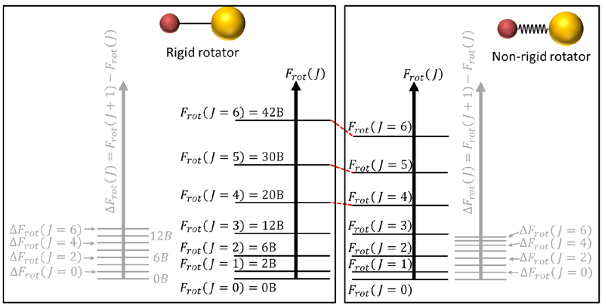 Rigid rotator
F_rot(J)
F_rot(J = 6) = 42B
F_rot(J = 5) = 30B
F_rot(J = 4) = 20B
F_rot(J = 3) = 12B
F_rot(J = 2) = 6B
F_rot(J = 1) = 2B
F_rot(J = 0) = 0B
ΔF_rot(J) = F_rot(J + 1) − F_rot(J)
ΔF_rot(J = 6)
ΔF_rot(J = 4)
ΔF_rot(J = 2)
ΔF_rot(J = 0)
12B
6B
0B
Non-rigid rotator
F_rot(J)
F_rot(J = 6)
F_rot(J = 5)
F_rot(J = 4)
F_rot(J = 3)
F_rot(J = 2)
F_rot(J = 1)
F_rot(J = 0)
ΔF_rot(J) = F_rot(J + 1) − F_rot(J)
ΔF_rot(J = 6)
ΔF_rot(J = 4)
ΔF_rot(J = 2)
ΔF_rot(J = 0)